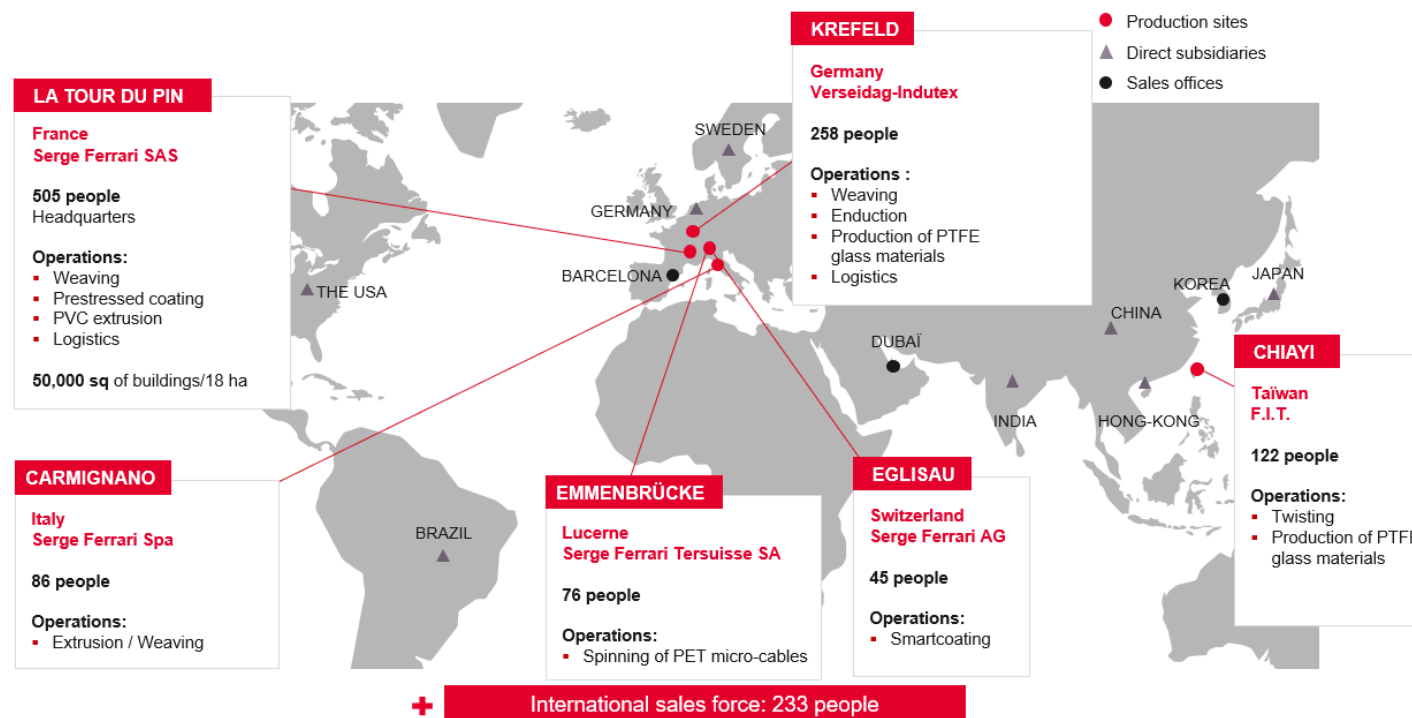 Production sites
Direct subsidiaries
Sales offices
KREFELD
Germany
Verseidag-Indutex
258 people
Operations :
Weaving
Enduction
Production of PTFE
glass materials
Logistics
LA TOUR DU PIN
France
Serge Ferrari SAS
505 people
Headquarters
Operations:
Weaving
Prestressed coating
PVC extrusion
Logistics
50,000 sq of buildings/18 ha
SWEDEN
GERMANY
BARCELONA
THE USA
KOREA
JAPAN
CHINA
DUBAÏ
INDIA
HONG-KONG
BRAZIL
CHIAYI
Taïwan
F.I.T.
122 people
Operations:
Twisting
Production of PTFE
glass materials
CARMIGNANO
Italy
Serge Ferrari Spa
86 people
Operations:
Extrusion / Weaving
EMMENBRÜCKE
Lucerne
Serge Ferrari Tersuisse SA
76 people
Operations:
Spinning of PET micro-cables
EGLISAU
Switzerland
Serge Ferrari AG
45 people
Operations:
Smartcoating
+ International sales force: 233 people